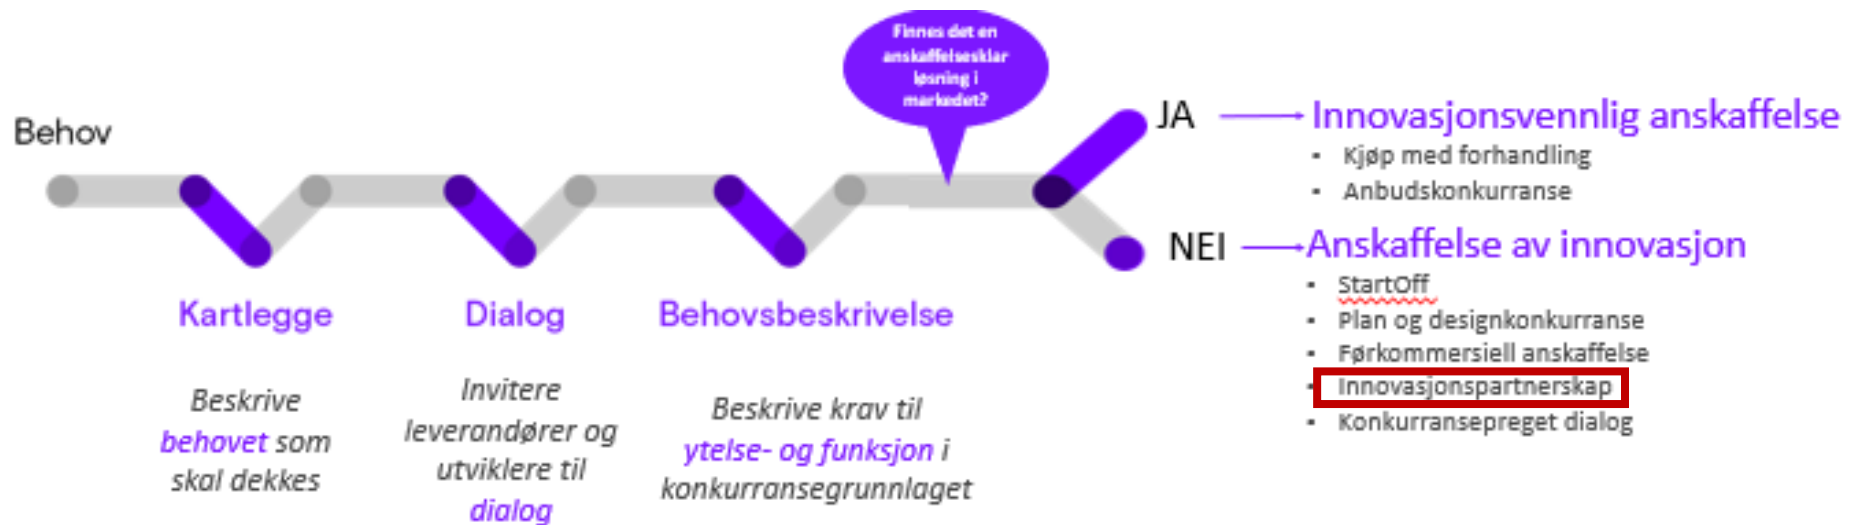 Finnes det en
anskaffelsesklar
løsning i
markedet?
Behov
JA
Innovasjonsvennlig anskaffelse
▪ Kjøp med forhandling
▪ Anbudskonkurranse
NEI
Anskaffelse av innovasjon
▪ StartOff
▪ Plan og designkonkurranse
▪ Førkommersiell anskaffelse
▪ Innovasjonspartnerskap
▪ Konkurransepreget dialog
Kartlegge
Beskrive
behovet som
skal dekkes
Dialog
Invitere
leverandører og
utviklere til
dialog
Behovsbeskrivelse
Beskrive krav til
ytelse- og funksjon i
konkurransegrunnlaget